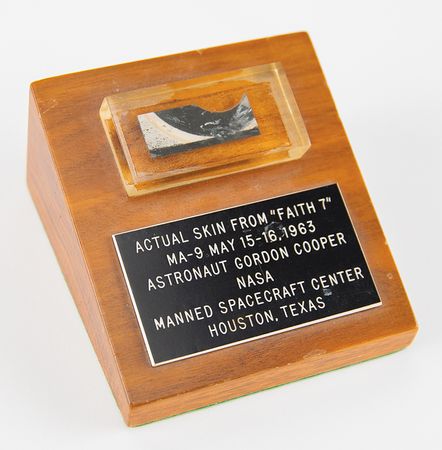 ACTUAL SKIN FROM "FAITH 7"
MA-9 MAY 15-16, 1963
ASTRONAUT GORDON COOPER
NASA
MANNED SPACECRAFT CENTER
HOUSTON, TEXAS